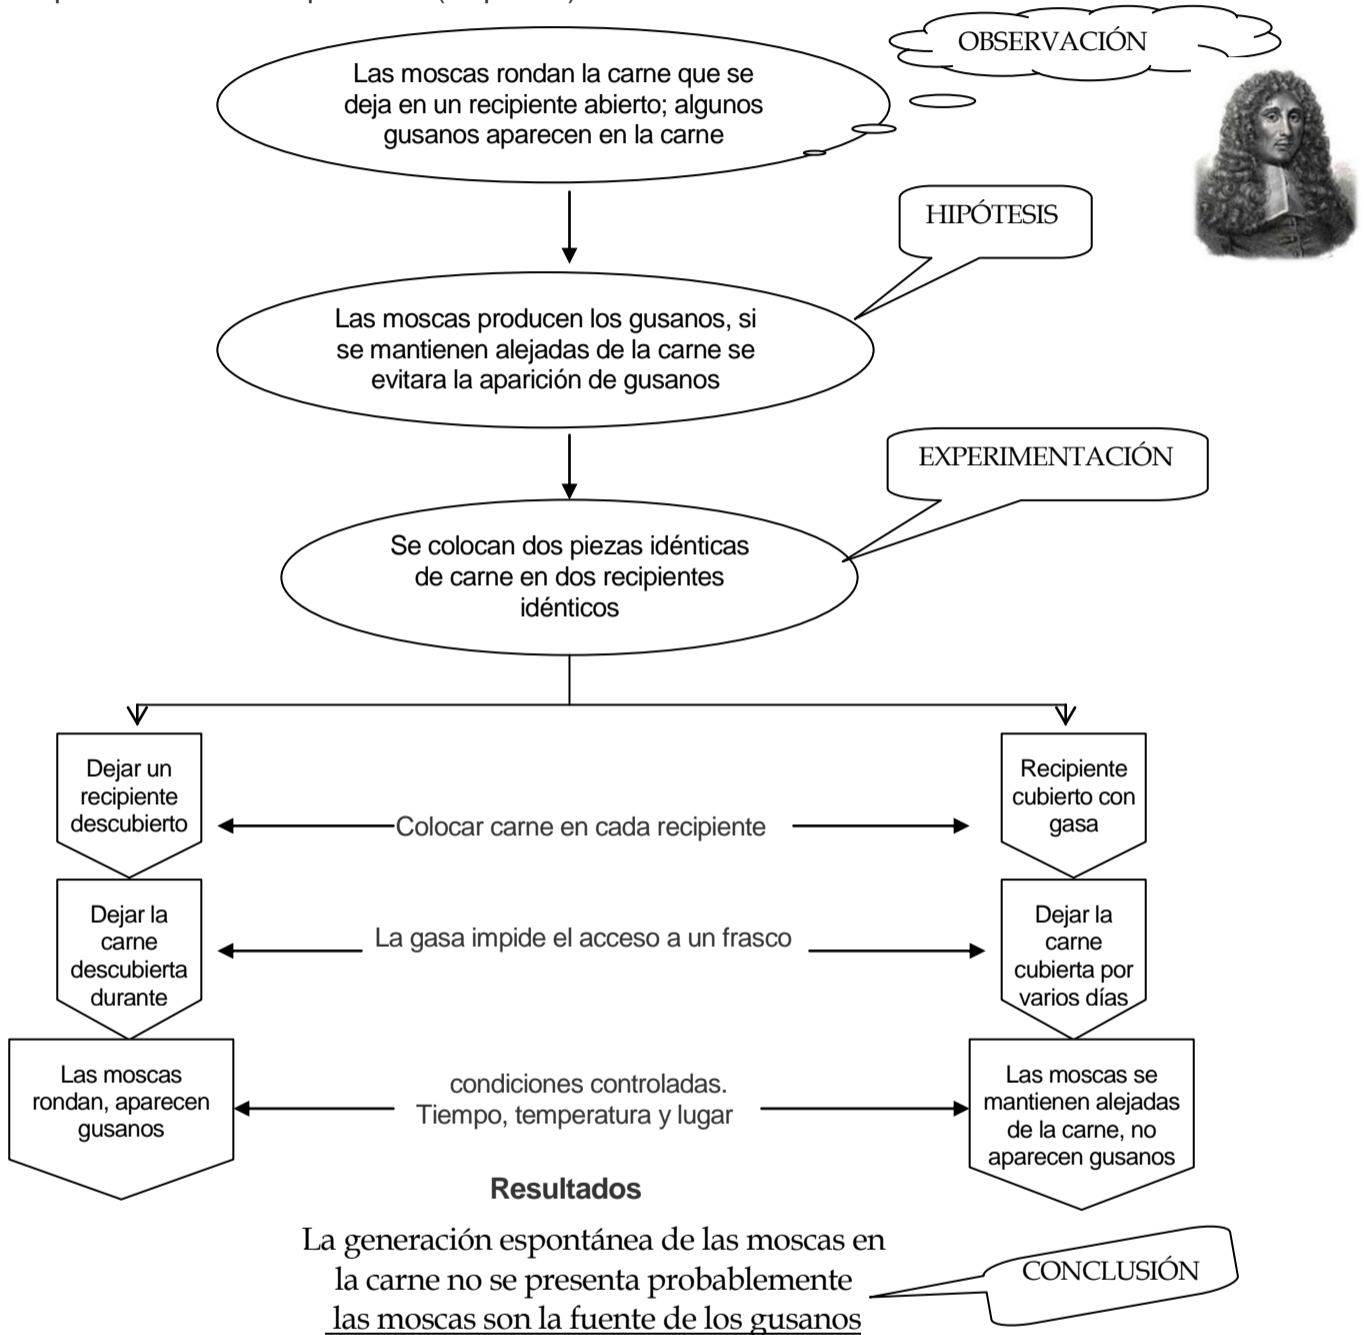 OBSERVACIÓN
Las moscas rondan la carne que se
deja en un recipiente abierto; algunos
gusanos aparecen en la carne
HIPÓTESIS
Las moscas producen los gusanos, si
se mantienen alejadas de la carne se
evitara la aparición de gusanos
EXPERIMENTACIÓN
Se colocan dos piezas idénticas
de carne en dos recipientes
idénticos
Dejar un
recipiente
descubierto
Colocar carne en cada recipiente
Recipiente
cubierto con
gasa
Dejar la
carne
descubierta
durante
La gasa impide el acceso a un frasco
Dejar la
carne
cubierta por
varios días
Las moscas
rondan, aparecen
gusanos
condiciones controladas.
Tiempo, temperatura y lugar
Las moscas se
mantienen alejadas
de la carne, no
aparecen gusanos
Resultados
La generación espontánea de las moscas en
la carne no se presenta probablemente
las moscas son la fuente de los gusanos
CONCLUSIÓN